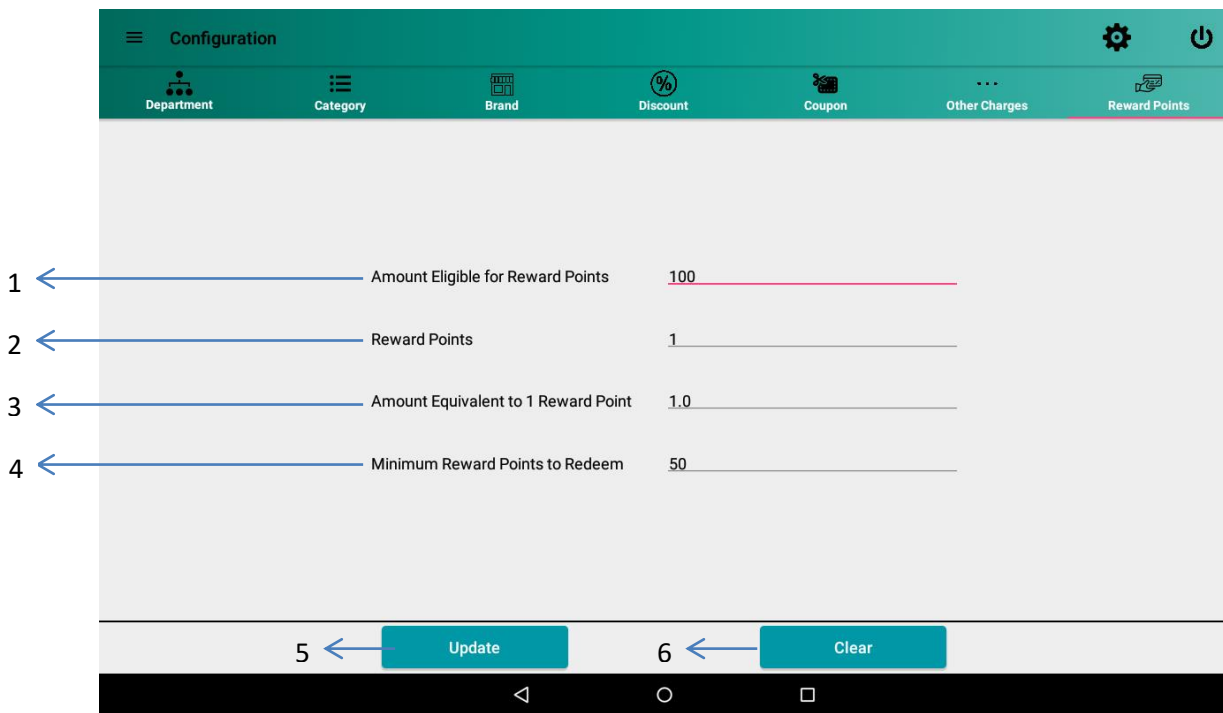 Configuration
Department Category Brand Discount Coupon Other Charges Reward Points
1 Amount Eligible for Reward Points 100
2 Reward Points 1
3 Amount Equivalent to 1 Reward Point 1.0
4 Minimum Reward Points to Redeem 50
5 Update 6 Clear